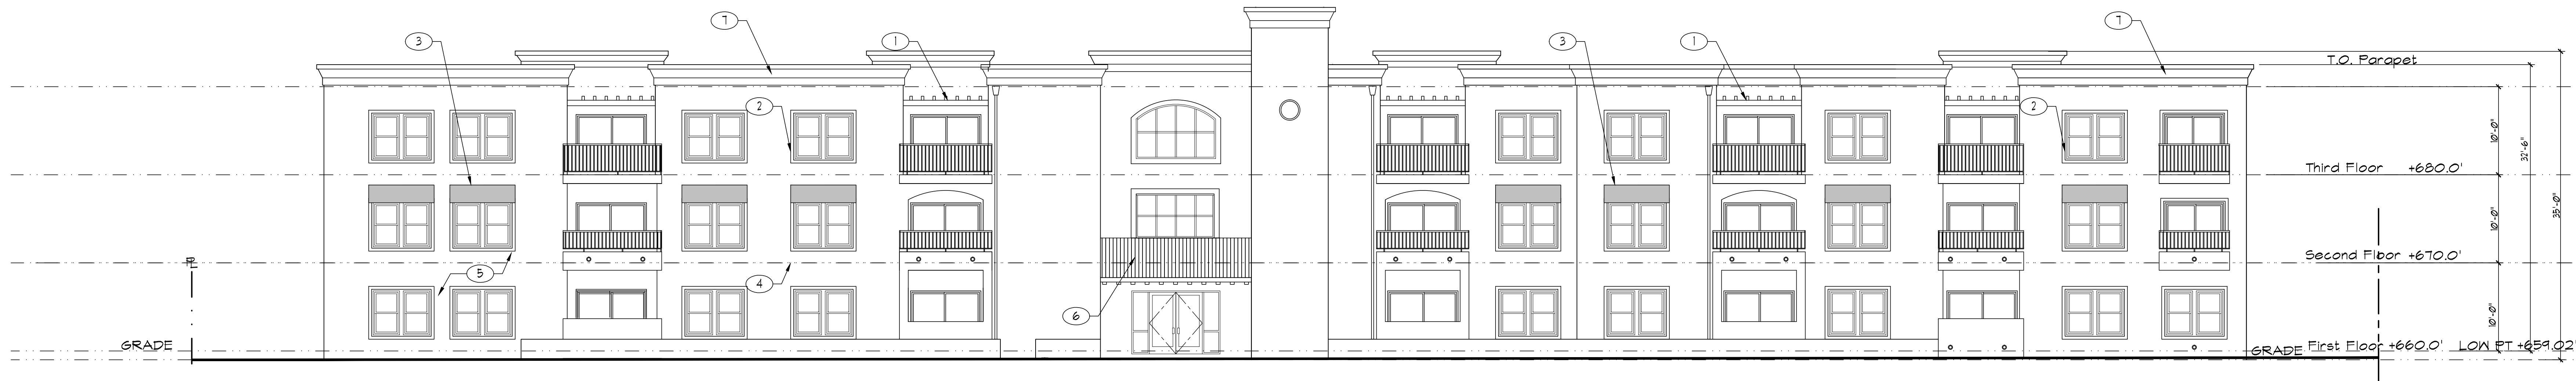 7
7
3
1
3
1
T.O. Parapet
2
2
10'-0"
32'-6"
Third Floor +680.0'
35'-0"
10'-0"
Second Floor +670.0'
PL
5
4
6
10'-0"
GRADE
GRADE First Floor +660.0' LOW PT +659.02'